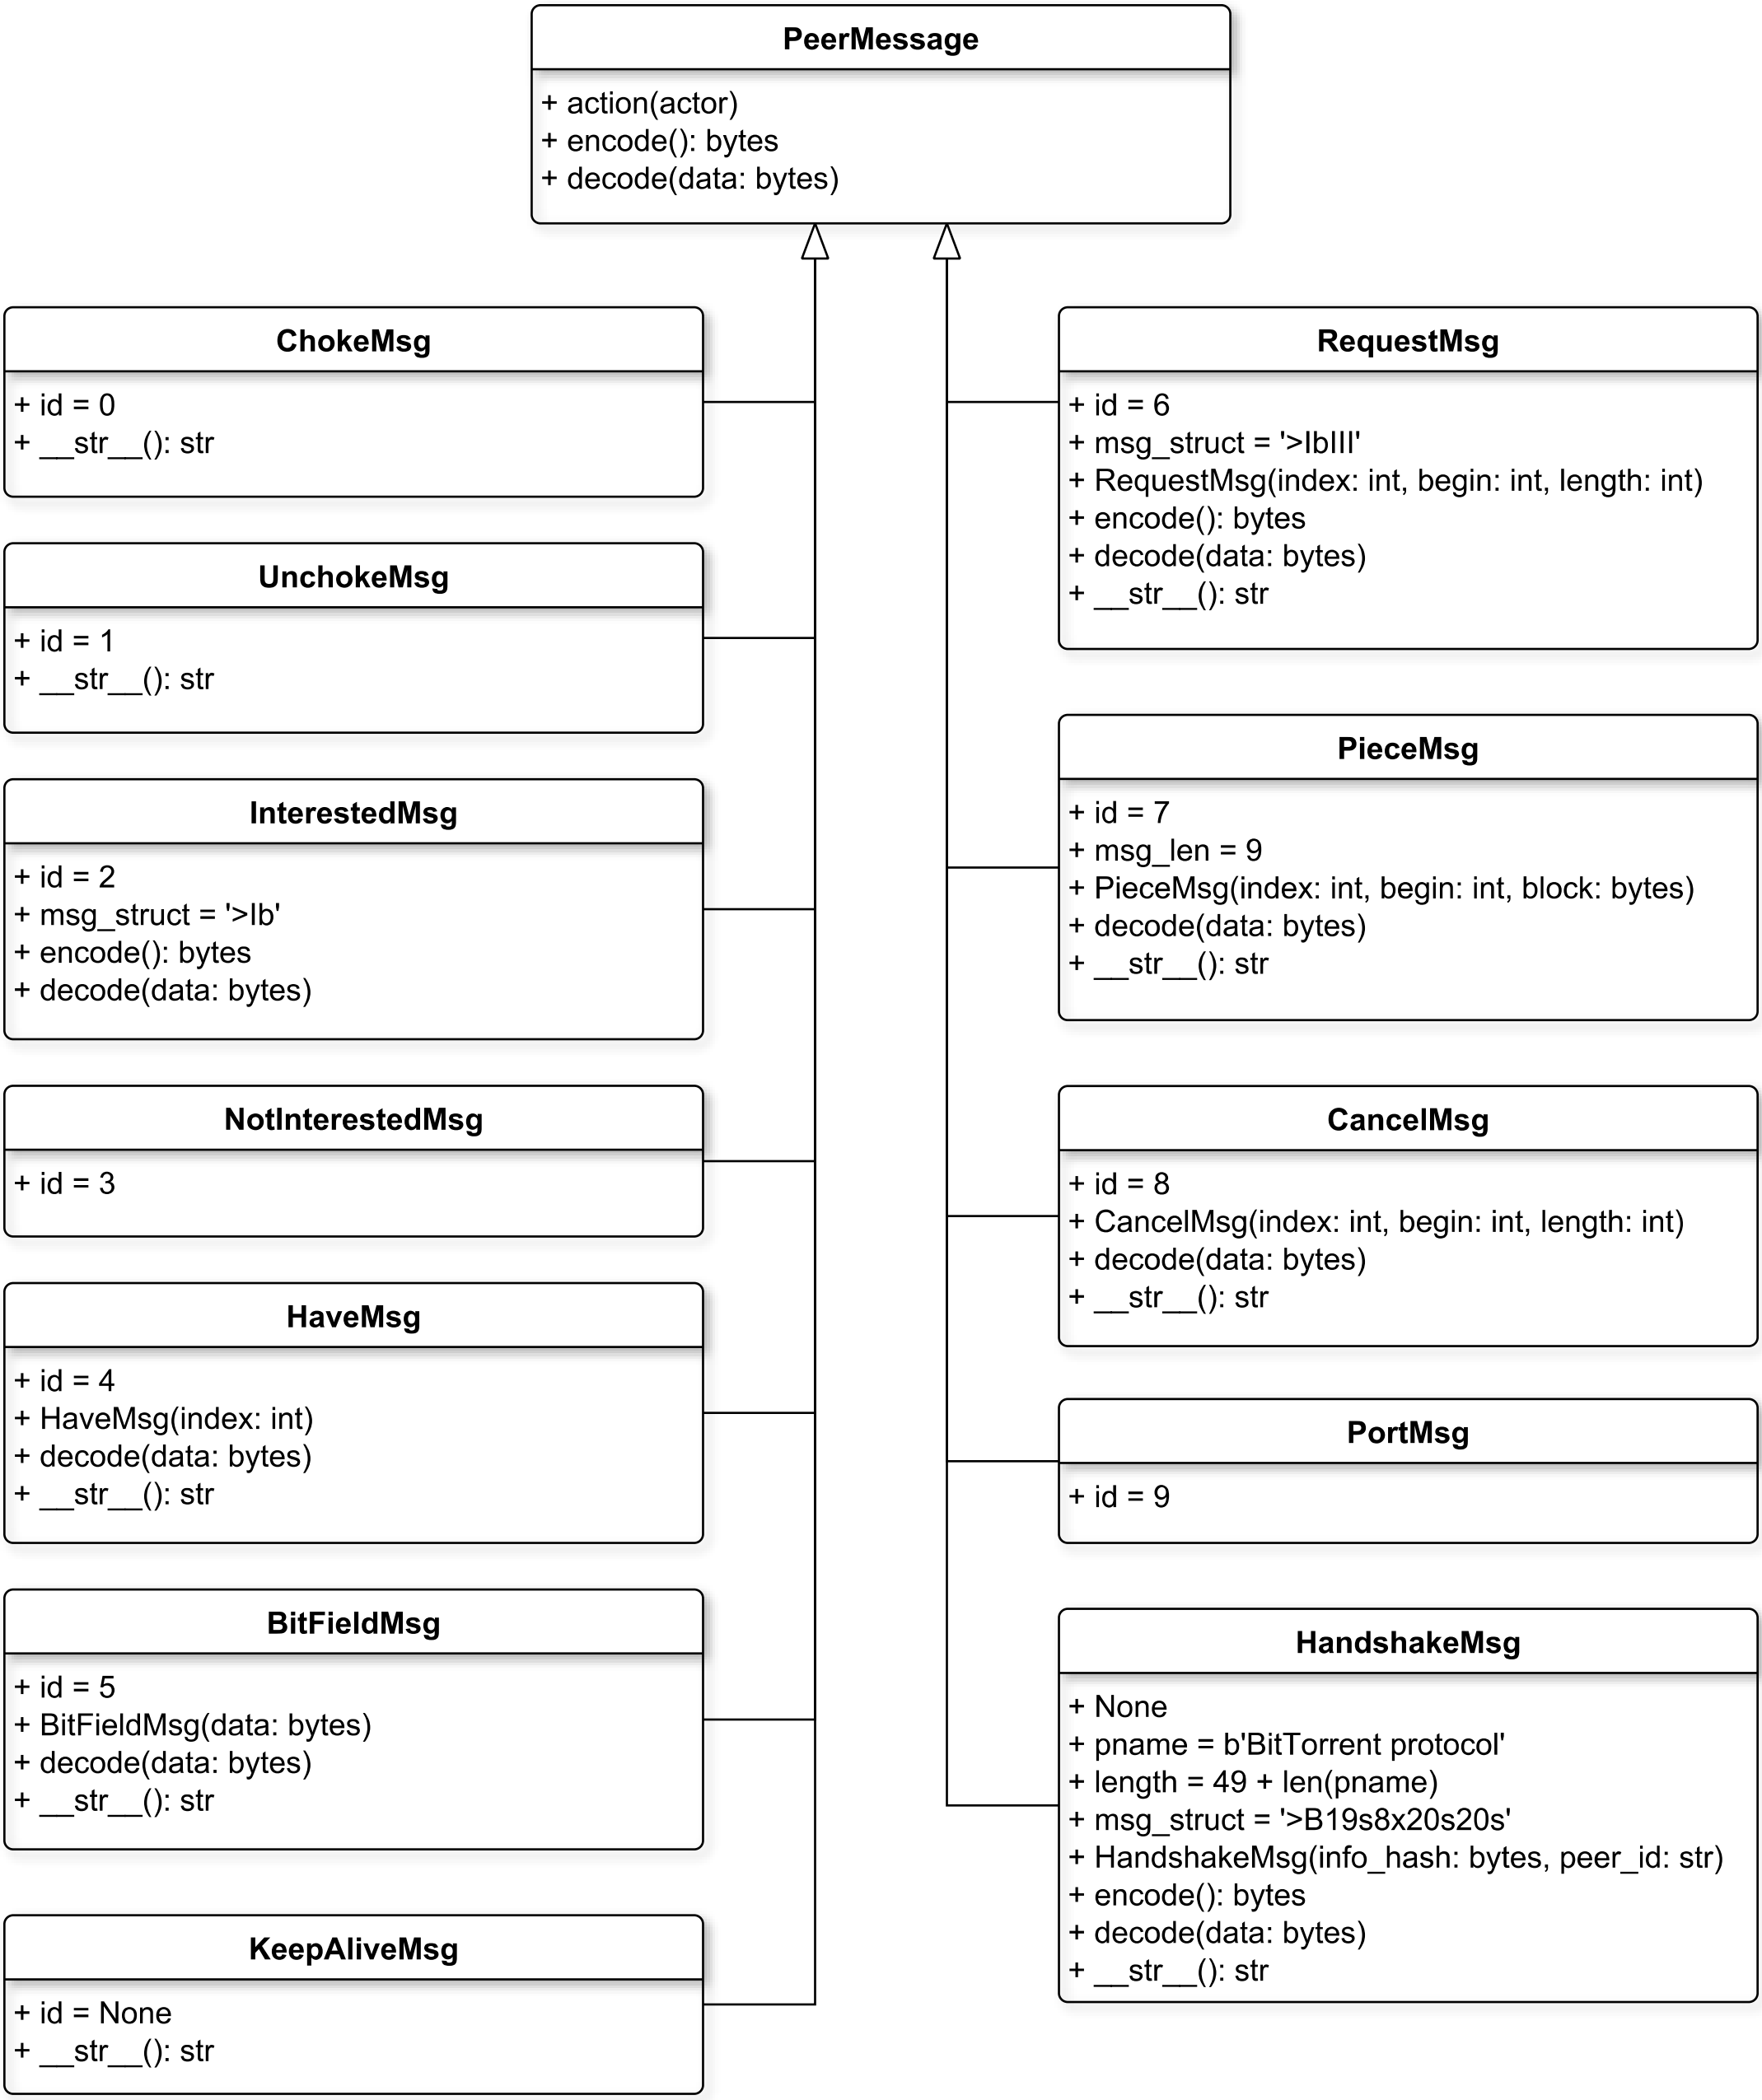 PeerMessage
+ action(actor)
+ encode(): bytes
+ decode(data: bytes)
ChokeMsg
+ id = 0
+ __str__(): str
UnchokeMsg
+ id = 1
+ __str__(): str
InterestedMsg
+ id = 2
+ msg_struct = '>Ib'
+ encode(): bytes
+ decode(data: bytes)
NotInterestedMsg
+ id = 3
HaveMsg
+ id = 4
+ HaveMsg(index: int)
+ decode(data: bytes)
+ __str__(): str
BitFieldMsg
+ id = 5
+ BitFieldMsg(data: bytes)
+ decode(data: bytes)
+ __str__(): str
KeepAliveMsg
+ id = None
+ __str__(): str
RequestMsg
+ id = 6
+ msg_struct = '>IbIII'
+ RequestMsg(index: int, begin: int, length: int)
+ encode(): bytes
+ decode(data: bytes)
+ __str__(): str
PieceMsg
+ id = 7
+ msg_len = 9
+ PieceMsg(index: int, begin: int, block: bytes)
+ decode(data: bytes)
+ __str__(): str
CancelMsg
+ id = 8
+ CancelMsg(index: int, begin: int, length: int)
+ decode(data: bytes)
+ __str__(): str
PortMsg
+ id = 9
HandshakeMsg
+ None
+ pname = b'BitTorrent protocol'
+ length = 49 + len(pname)
+ msg_struct = '>B19s8x20s20s'
+ HandshakeMsg(info_hash: bytes, peer_id: str)
+ encode(): bytes
+ decode(data: bytes)
+ __str__(): str